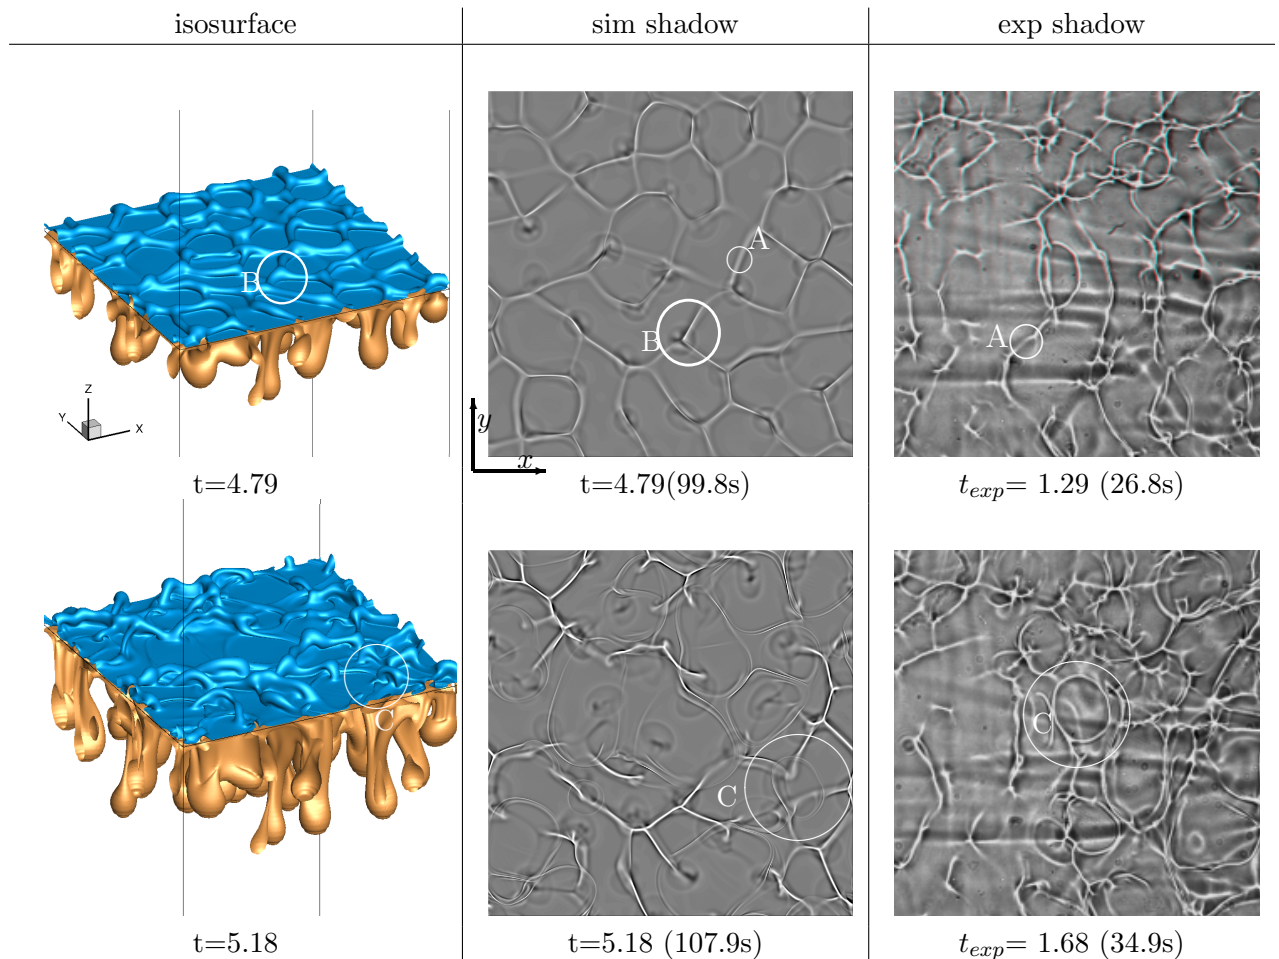 isosurface sim shadow exp shadow
A
B
B
A
Z
Y
X
y
x
t=4.79 t=4.79(99.8s) t_exp= 1.29 (26.8s)
C
C
C
t=5.18 t=5.18 (107.9s) t_exp= 1.68 (34.9s)